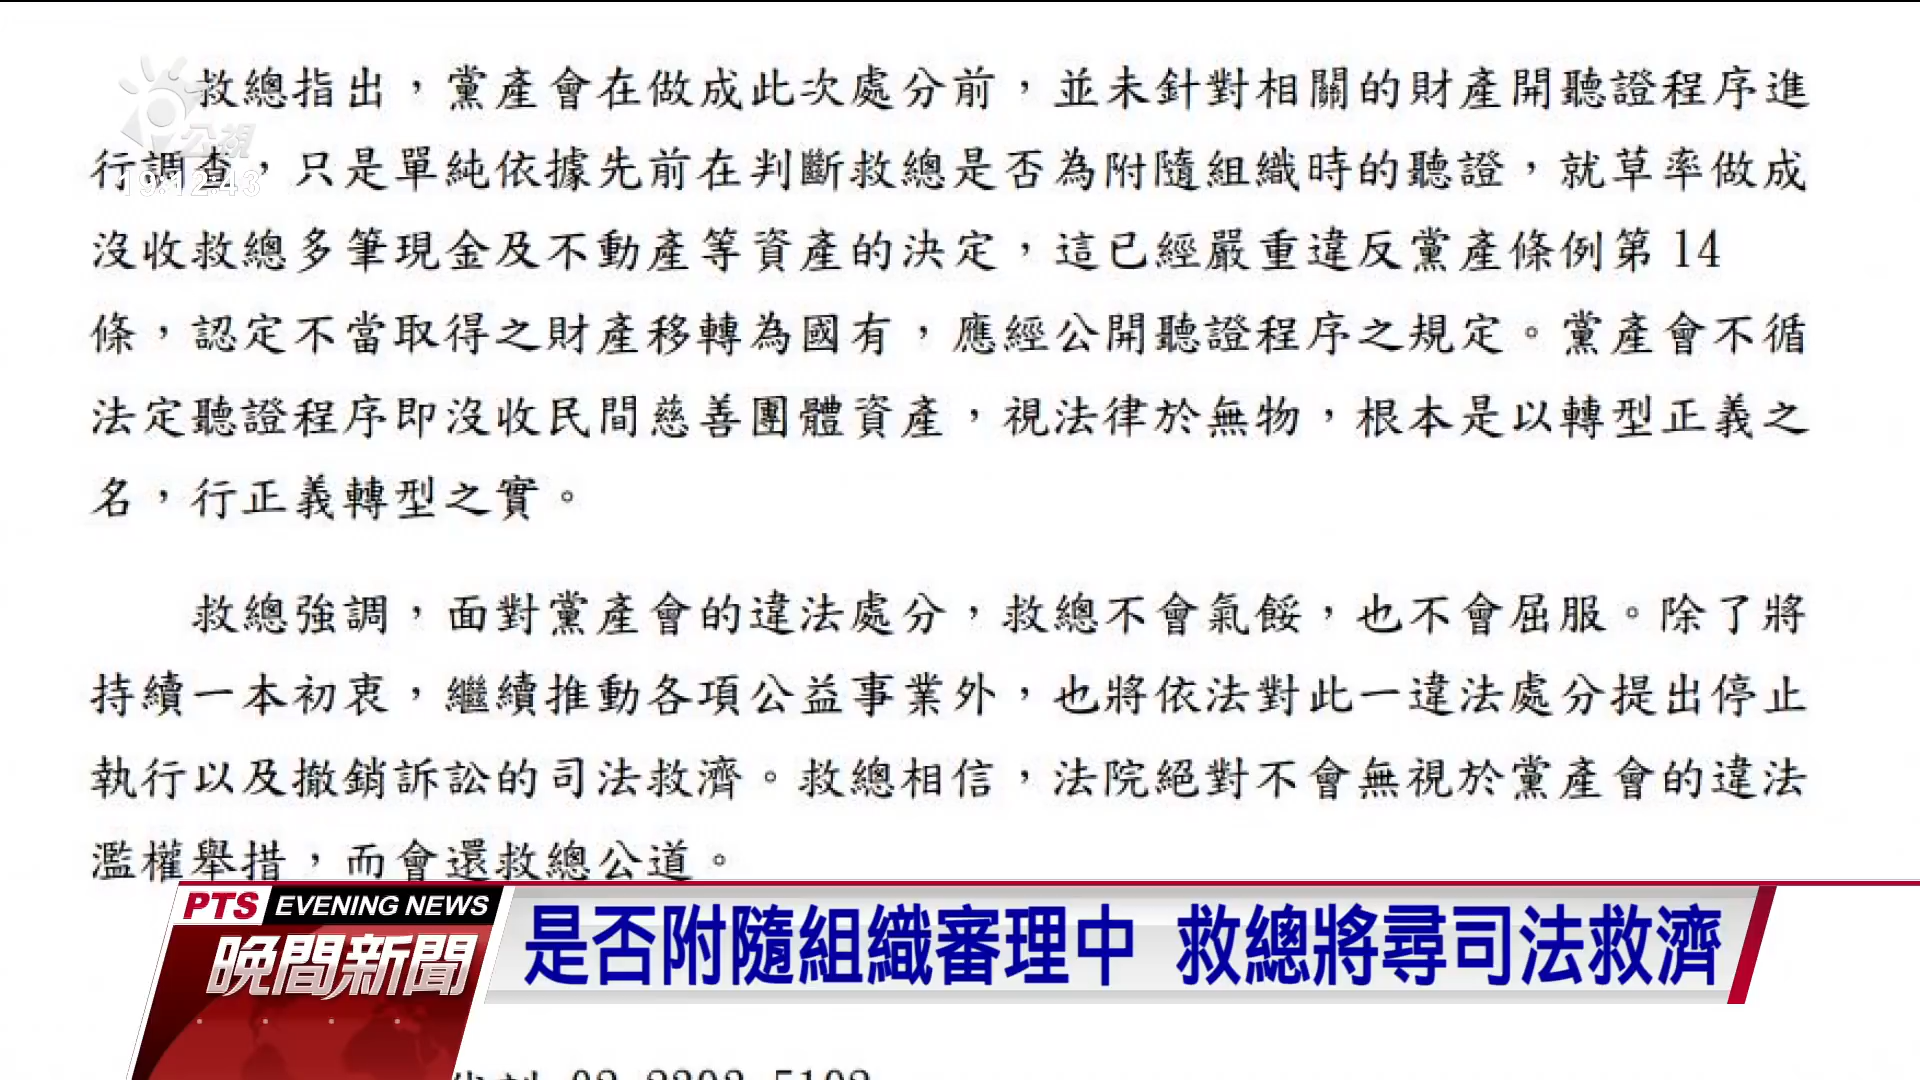 救總指出，黨產會在做成此次處分前，並未針對相關的財產開聽證程序進
公視
行調查，只是單純依據先前在判斷救總是否為附隨組織時的聽證，就草率做成
19:12:43
沒收救總多筆現金及不動產等資產的決定，這已經嚴重違反黨產條例第 14
條，認定不當取得之財產移轉為國有，應經公開聽證程序之規定。黨產會不循
法定聽證程序即沒收民間慈善團體資產，視法律於無物，根本是以轉型正義之
名，行正義轉型之實。
救總強調，面對黨產會的違法處分，救總不會氣餒，也不會屈服。除了將
持續一本初衷，繼續推動各項公益事業外，也將依法對此一違法處分提出停止
執行以及撤銷訴訟的司法救濟。救總相信，法院絕對不會無視於黨產會的違法
濫權舉措，而會還救總公道。
PTS EVENING NEWS
晚間新聞
是否附隨組織審理中 救總將尋司法救濟